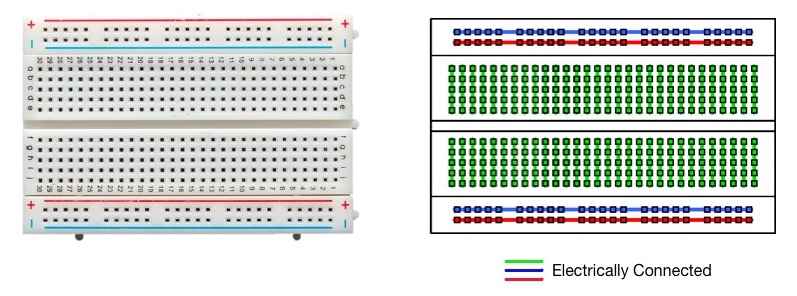 + +
− −
30 29 28 27 26 25 24 23 22 21 20 19 18 17 16 15 14 13 12 11 10 9 8 7 6 5 4 3 2 1
a a
b b
c c
d d
e e
f f
g g
h h
i i
j j
30 29 28 27 26 25 24 23 22 21 20 19 18 17 16 15 14 13 12 11 10 9 8 7 6 5 4 3 2 1
+ +
− −
Electrically Connected